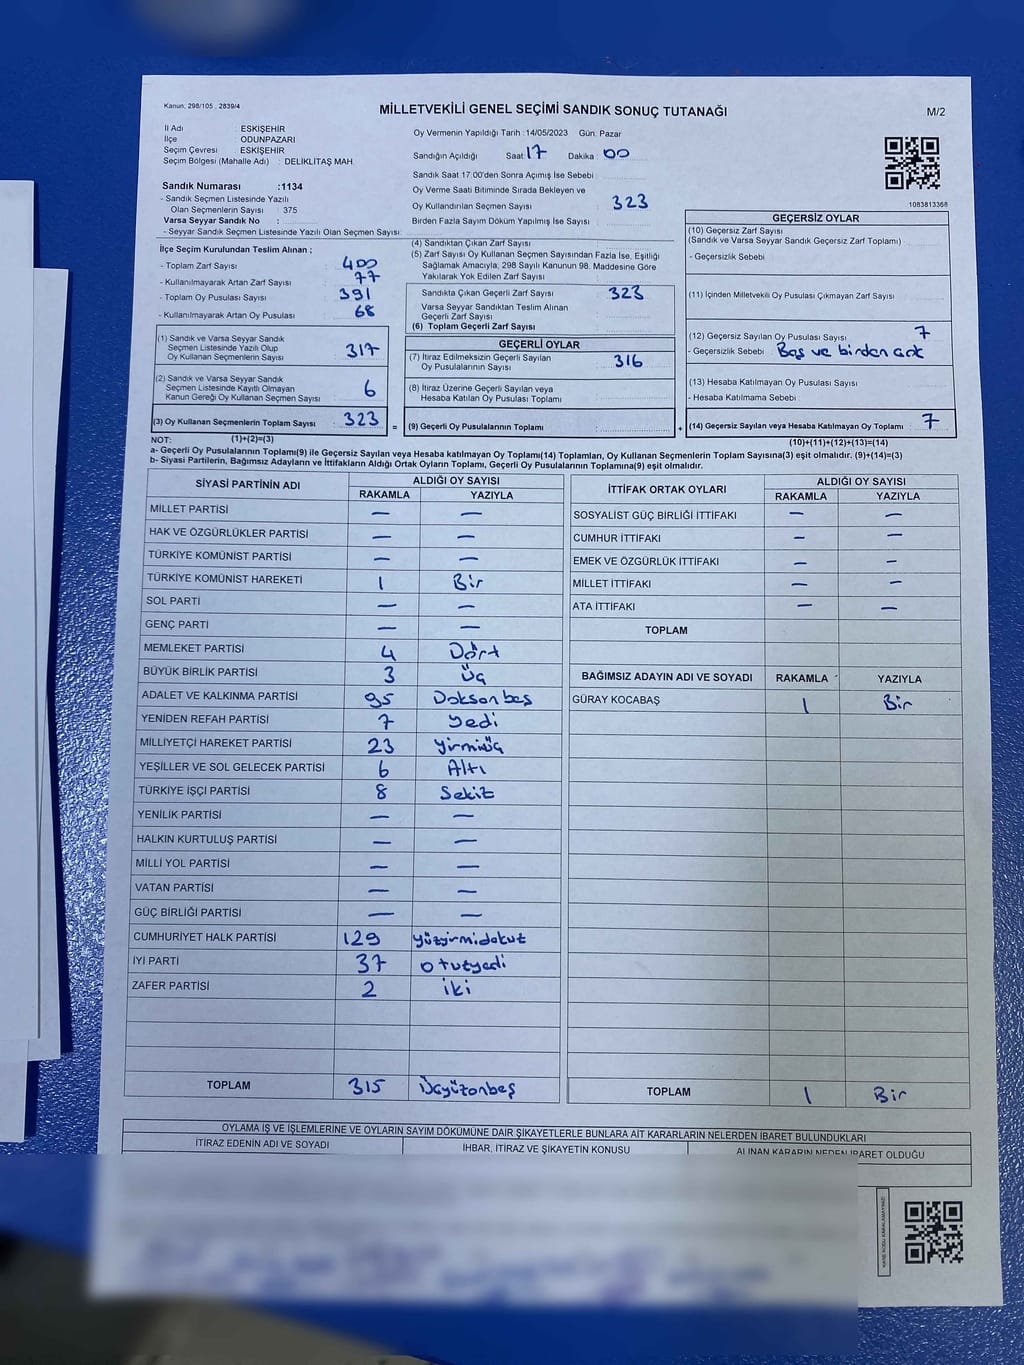 Kanun, 298/105 , 2839/4
MİLLETVEKİLİ GENEL SEÇİMİ SANDIK SONUÇ TUTANAĞI
M/2
İl Adı ESKİŞEHİR
İlçe ODUNPAZARI
Seçim Çevresi : ESKİŞEHİR
Seçim Bölgesi (Mahalle Adı) : DELİKLİTAŞ MAH.
Sandık Numarası :1134
- Sandık Seçmen Listesinde Yazılı
Olan Seçmenlerin Sayısı : 375
Varsa Seyyar Sandık No :
- Seyyar Sandık Seçmen Listesinde Yazılı Olan Seçmen Sayısı:
Oy Vermenin Yapıldığı Tarih :14/05/2023 Gün: Pazar
Sandığın Açıldığı Saat: 17 Dakika : 00
Sandık Saat 17:00'den Sonra Açımış İse Sebebi :
Oy Verme Saati Bitiminde Sırada Bekleyen ve
Oy Kullandırılan Seçmen Sayısı : 323
Birden Fazla Sayım Döküm Yapılmış İse Sayısı :
1083813368
İlçe Seçim Kurulundan Teslim Alınan ;
- Toplam Zarf Sayısı : 400
- Kullanılmayarak Artan Zarf Sayısı : 77
- Toplam Oy Pusulası Sayısı : 391
- Kullanılmayarak Artan Oy Pusulası : 68
(1) Sandık ve Varsa Seyyar Sandık
Seçmen Listesinde Yazılı Olup
Oy Kullanan Seçmenlerin Sayısı : 317
(2) Sandık ve Varsa Seyyar Sandık
Seçmen Listesinde Kayıtlı Olmayan
Kanun Gereği Oy Kullanan Seçmen Sayısı : 6
(3) Oy Kullanan Seçmenlerin Toplam Sayısı : 323 =
(4) Sandıktan Çıkan Zarf Sayısı :
(5) Zarf Sayısı Oy Kullanan Seçmen Sayısından Fazla İse, Eşitliği
Sağlamak Amacıyla, 298 Sayılı Kanunun 98. Maddesine Göre
Yakılarak Yok Edilen Zarf Sayısı :
Sandıkta Çıkan Geçerli Zarf Sayısı : 323
Varsa Seyyar Sandıktan Teslim Alınan
Geçerli Zarf Sayısı :
(6) Toplam Geçerli Zarf Sayısı :
GEÇERLİ OYLAR
(7) İtiraz Edilmeksizin Geçerli Sayılan
Oy Pusulalarının Sayısı : 316
(8) İtiraz Üzerine Geçerli Sayılan veya
Hesaba Katılan Oy Pusulası Toplamı :
(9) Geçerli Oy Pusulalarının Toplamı : +
GEÇERSİZ OYLAR
(10) Geçersiz Zarf Sayısı
(Sandık ve Varsa Seyyar Sandık Geçersiz Zarf Toplamı) :
- Geçersizlik Sebebi :
(11) İçinden Milletvekili Oy Pusulası Çıkmayan Zarf Sayısı :
(12) Geçersiz Sayılan Oy Pusulası Sayısı : 7
- Geçersizlik Sebebi : Boş ve birden çok
(13) Hesaba Katılmayan Oy Pusulası Sayısı :
- Hesaba Katılmama Sebebi :
(14) Geçersiz Sayılan veya Hesaba Katılmayan Oy Toplamı : 7
NOT: (1)+(2)=(3) (10)+(11)+(12)+(13)=(14)
a- Geçerli Oy Pusulalarının Toplamı(9) ile Geçersiz Sayılan veya Hesaba Katılmayan Oy Toplamı(14) Toplamları, Oy Kullanan Seçmenlerin Toplam Sayısına(3) eşit olmalıdır. (9)+(14)=(3)
b- Siyasi Partilerin, Bağımsız Adayların ve İttifakların Aldığı Ortak Oyların Toplamı, Geçerli Oy Pusulalarının Toplamına(9) eşit olmalıdır.
SİYASİ PARTİNİN ADI ALDIĞI OY SAYISI
RAKAMLA YAZIYLA
MİLLET PARTİSİ — —
HAK VE ÖZGÜRLÜKLER PARTİSİ — —
TÜRKİYE KOMÜNİST PARTİSİ — —
TÜRKİYE KOMÜNİST HAREKETİ 1 Bir
SOL PARTİ — —
GENÇ PARTİ — —
MEMLEKET PARTİSİ 4 Dört
BÜYÜK BİRLİK PARTİSİ 3 Üç
ADALET VE KALKINMA PARTİSİ 95 Doksanbeş
YENİDEN REFAH PARTİSİ 7 yedi
MİLLİYETÇİ HAREKET PARTİSİ 23 yirmiüç
YEŞİLLER VE SOL GELECEK PARTİSİ 6 Altı
TÜRKİYE İŞÇİ PARTİSİ 8 Sekiz
YENİLİK PARTİSİ — —
HALKIN KURTULUŞ PARTİSİ — —
MİLLİ YOL PARTİSİ — —
VATAN PARTİSİ — —
GÜÇ BİRLİĞİ PARTİSİ — —
CUMHURİYET HALK PARTİSİ 129 yüzyirmidokuz
İYİ PARTİ 37 otuzyedi
ZAFER PARTİSİ 2 iki
TOPLAM 315 Üçyüzonbeş
İTTİFAK ORTAK OYLARI ALDIĞI OY SAYISI
RAKAMLA YAZIYLA
SOSYALİST GÜÇ BİRLİĞİ İTTİFAKI — —
CUMHUR İTTİFAKI — —
EMEK VE ÖZGÜRLÜK İTTİFAKI — —
MİLLET İTTİFAKI — —
ATA İTTİFAKI — —
TOPLAM
BAĞIMSIZ ADAYIN ADI VE SOYADI RAKAMLA YAZIYLA
GÜRAY KOCABAŞ 1 Bir
TOPLAM 1 Bir
OYLAMA İŞ VE İŞLEMLERİNE VE OYLARIN SAYIM DÖKÜMÜNE DAİR ŞİKAYETLERLE BUNLARA AİT KARARLARIN NELERDEN İBARET BULUNDUKLARI
İTİRAZ EDENİN ADI VE SOYADI İHBAR, İTİRAZ VE ŞİKAYETİN KONUSU ALINAN KARARIN NEDEN İBARET OLDUĞU
KARE KODU KARALAMAYINIZ!